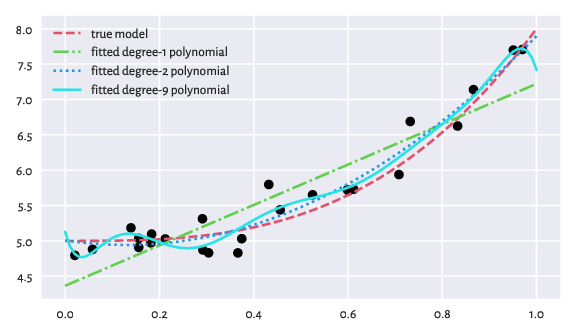 8.0
7.5
7.0
6.5
6.0
5.5
5.0
4.5
true model
fitted degree-1 polynomial
fitted degree-2 polynomial
fitted degree-9 polynomial
0.0 0.2 0.4 0.6 0.8 1.0